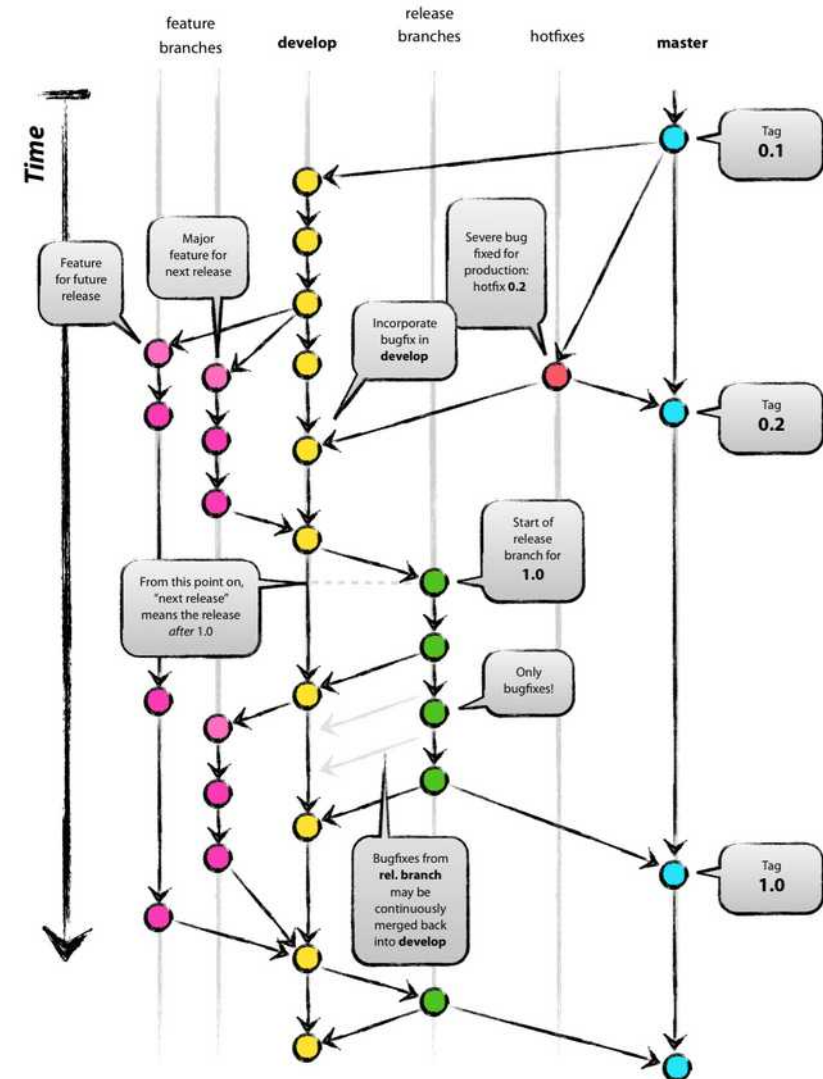 feature
branches
develop
release
branches
hotfixes
master
Time
Tag
0.1
Major
feature for
next release
Severe bug
fixed for
production:
hotfix 0.2
Feature
for future
release
Incorporate
bugfix in
develop
Tag
0.2
Start of
release
branch for
1.0
From this point on,
"next release"
means the release
after 1.0
Only
bugfixes!
Bugfixes from
rel. branch
may be
continuously
merged back
into develop
Tag
1.0